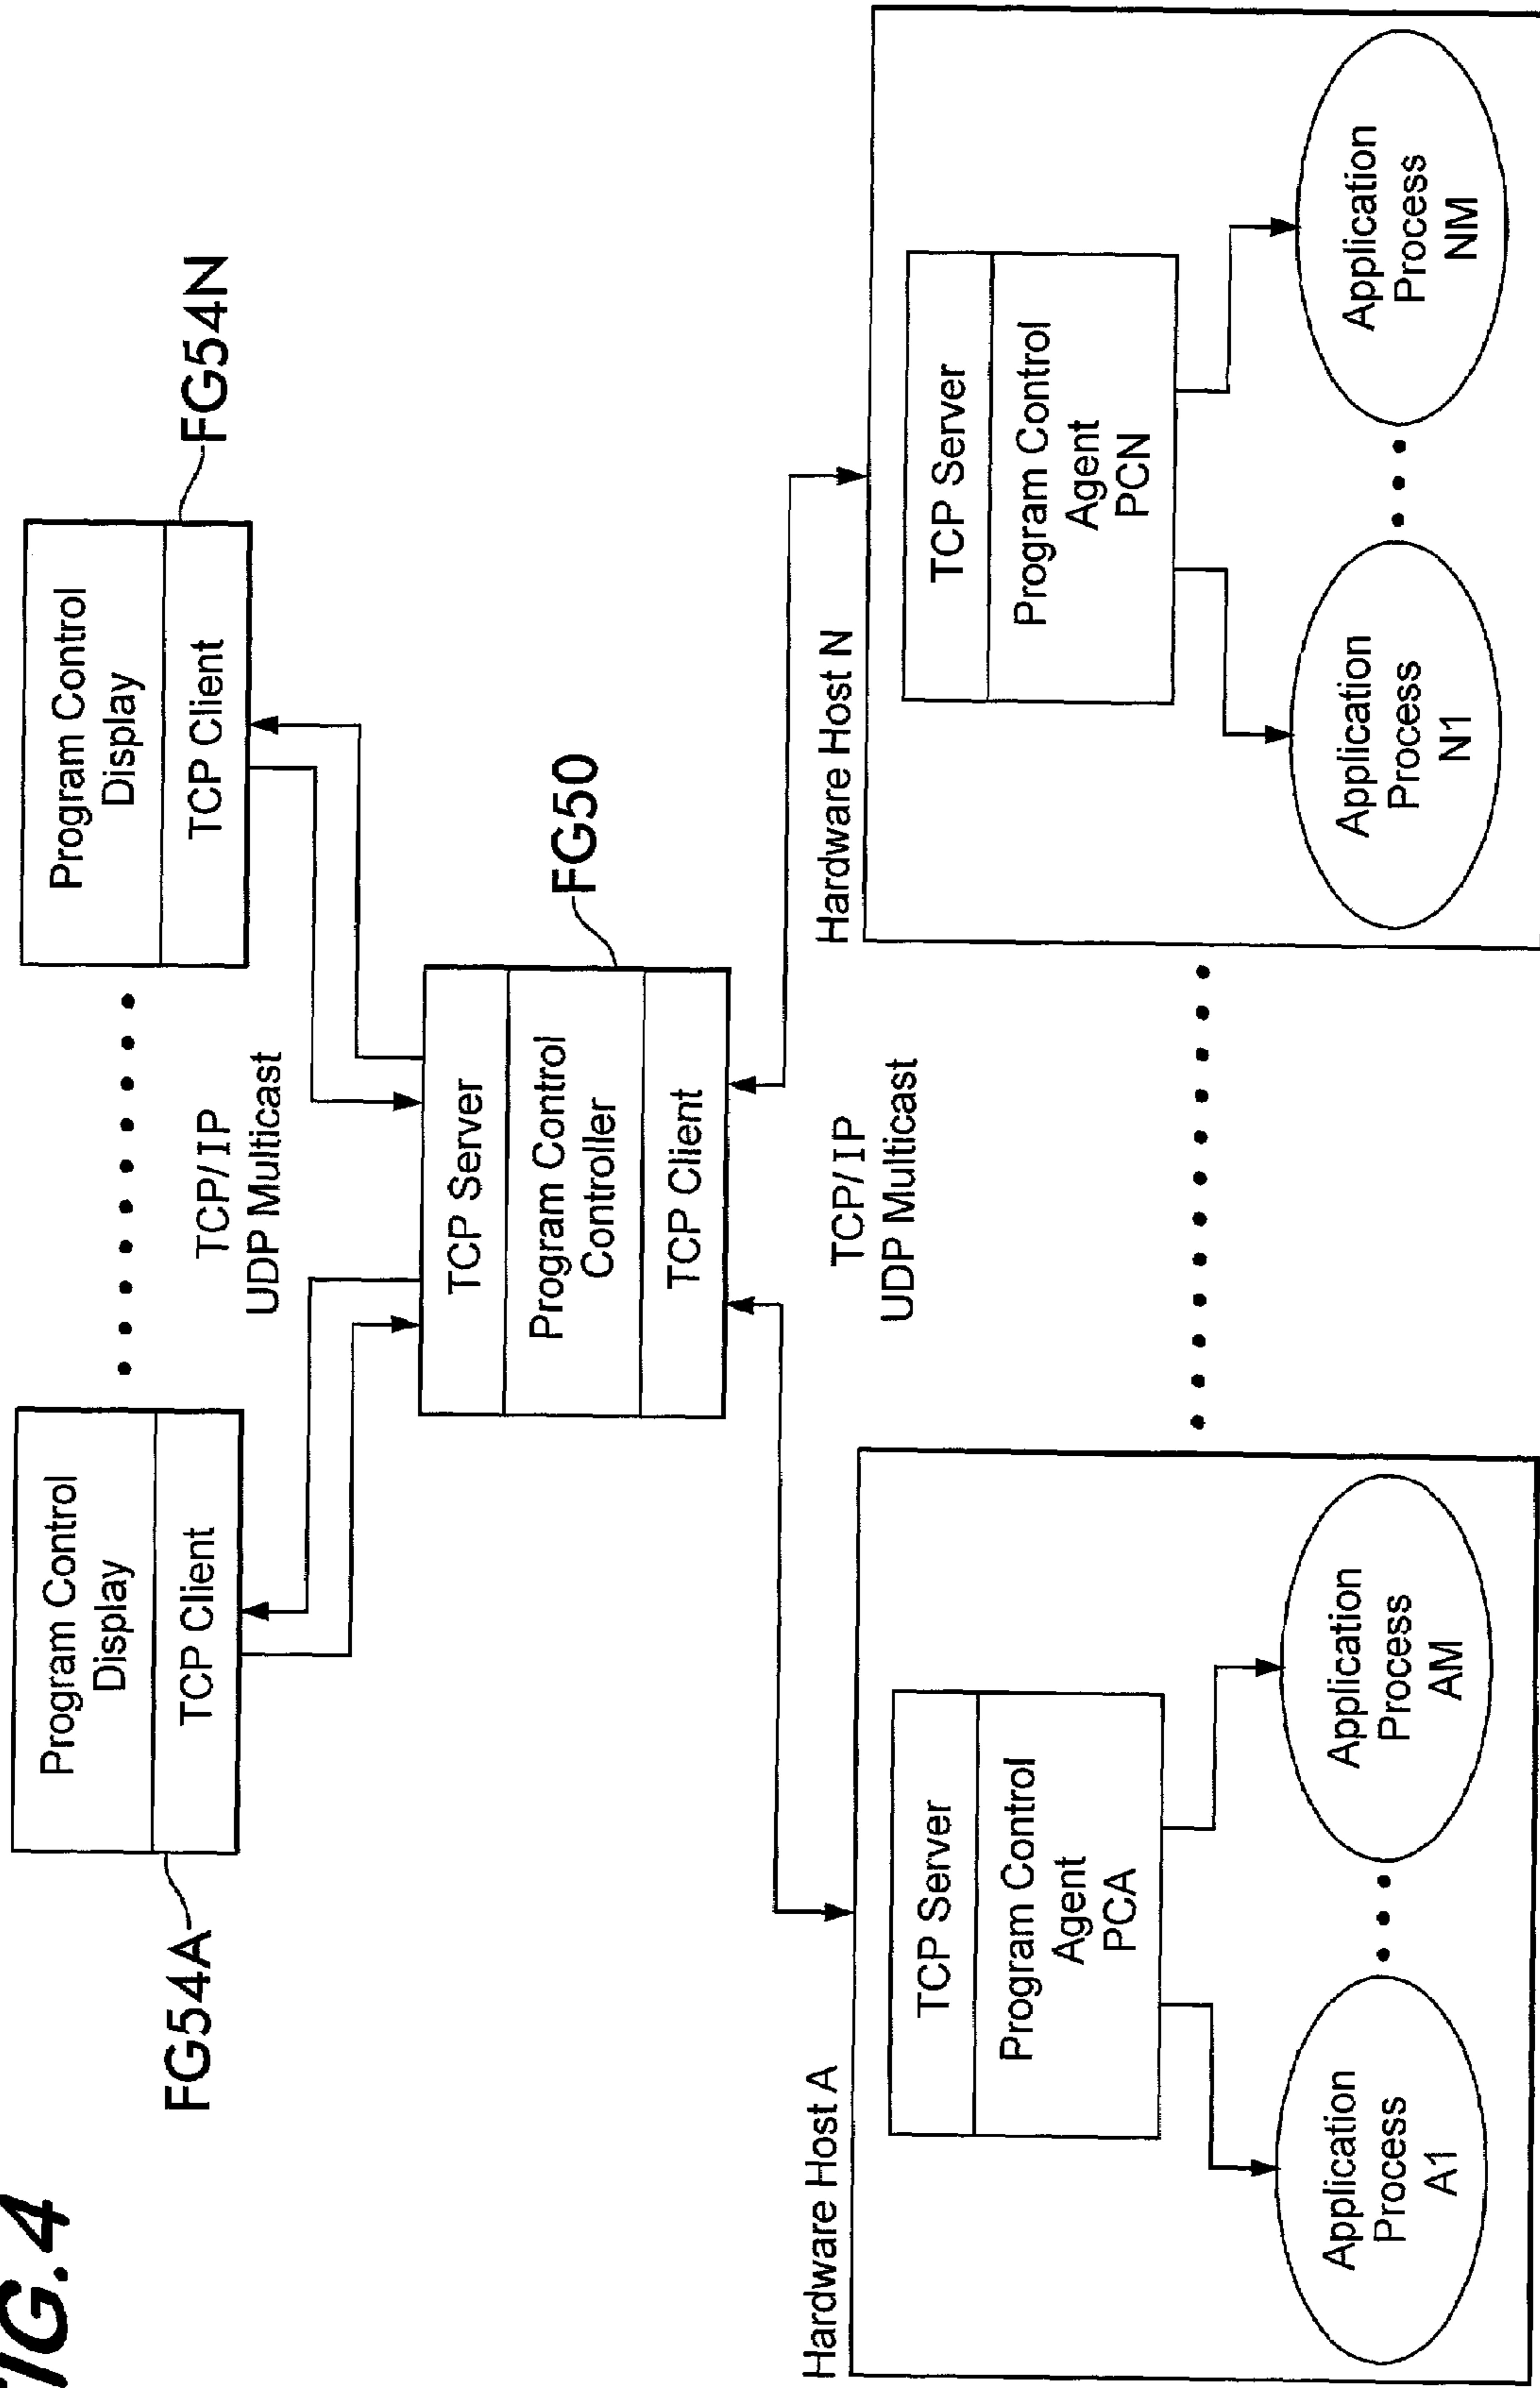 FIG.4
Program Control
Display
TCP Client
FG54A
Program Control
Display
TCP Client
FG54N
TCP/IP
UDP Multicast
TCP Server
Program Control
Controller
TCP Client
FG50
TCP/IP
UDP Multicast
Hardware Host A
TCP Server
Program Control
Agent
PCA
Application
Process
A1
Application
Process
AM
Hardware Host N
TCP Server
Program Control
Agent
PCN
Application
Process
N1
Application
Process
NM